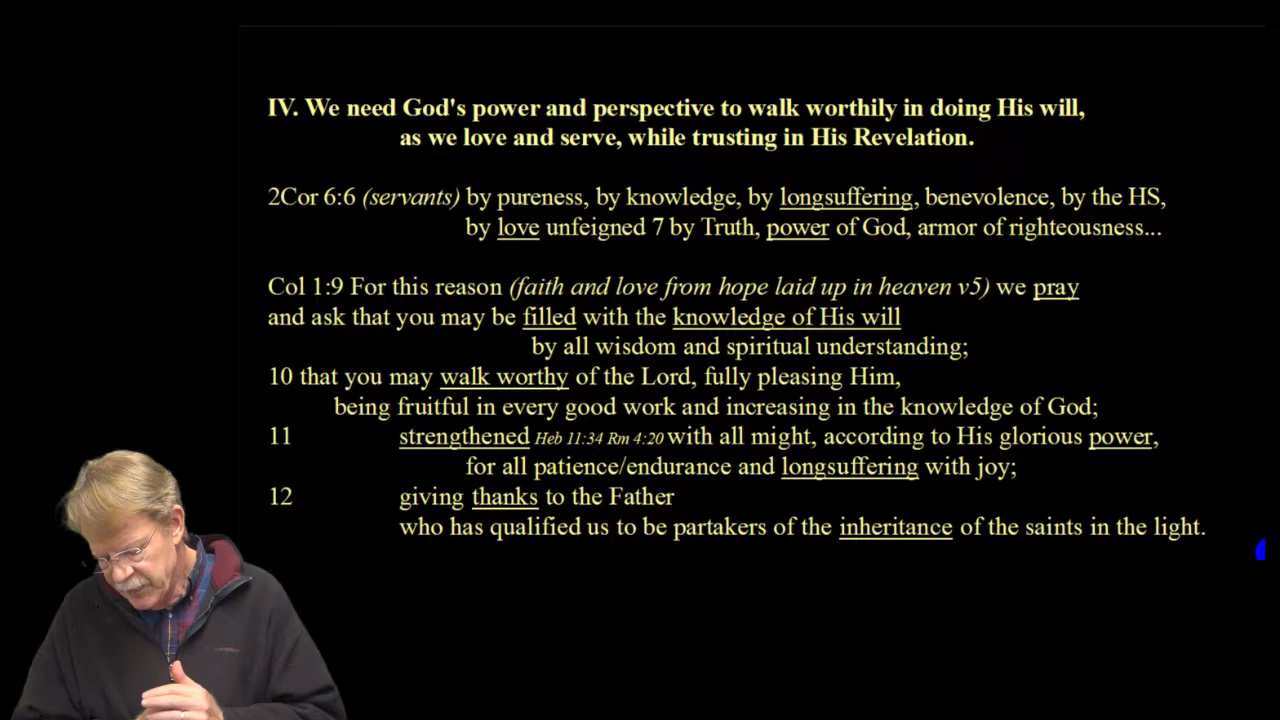 IV. We need God's power and perspective to walk worthily in doing His will,
as we love and serve, while trusting in His Revelation.
2Cor 6:6 (servants) by pureness, by knowledge, by longsuffering, benevolence, by the HS,
by love unfeigned 7 by Truth, power of God, armor of righteousness...
Col 1:9 For this reason (faith and love from hope laid up in heaven v5) we pray
and ask that you may be filled with the knowledge of His will
by all wisdom and spiritual understanding;
10 that you may walk worthy of the Lord, fully pleasing Him,
being fruitful in every good work and increasing in the knowledge of God;
11 strengthened Heb 11:34 Rm 4:20 with all might, according to His glorious power,
for all patience/endurance and longsuffering with joy;
12 giving thanks to the Father
who has qualified us to be partakers of the inheritance of the saints in the light.